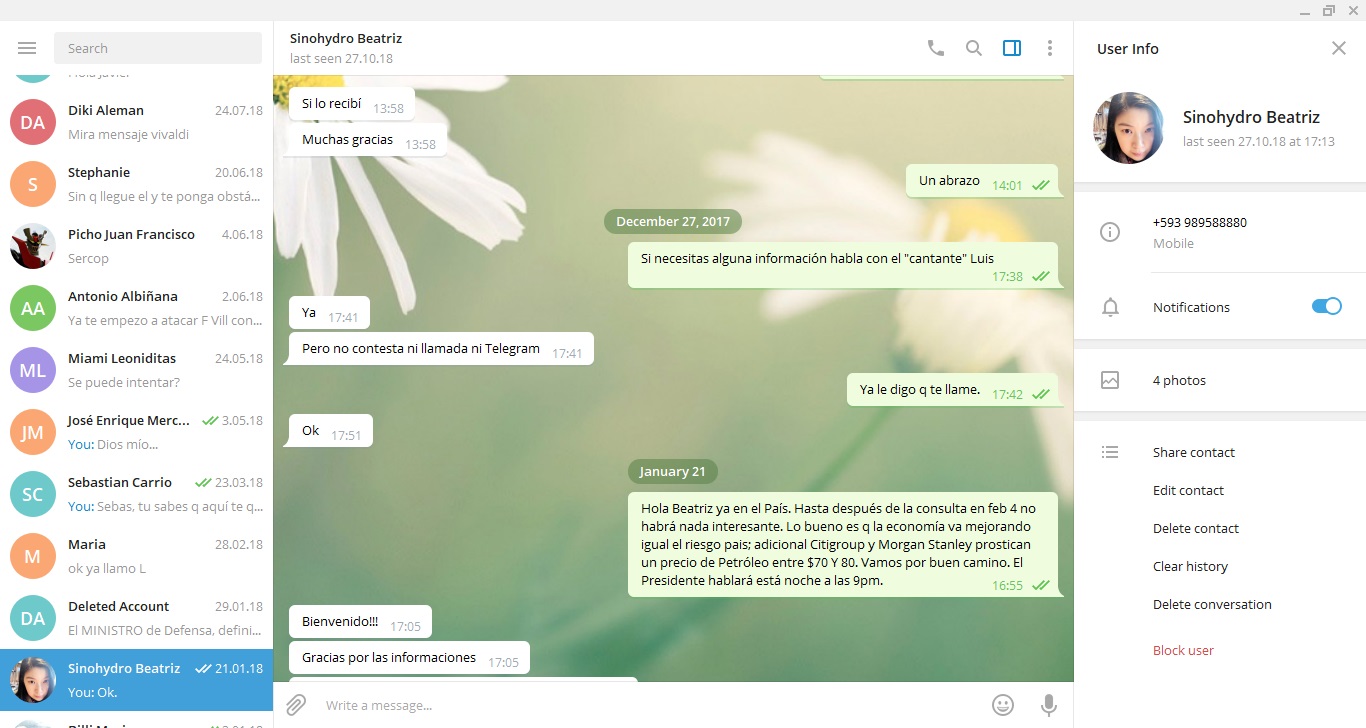 Search
Hola Javier
DA
Diki Aleman
24.07.18
Mira mensaje vivaldi
S
Stephanie
20.06.18
Sin q llegue el y te ponga obstá...
Picho Juan Francisco
4.06.18
Sercop
AA
Antonio Albiñana
2.06.18
Ya te empezo a atacar F Vill con...
ML
Miami Leoniditas
24.05.18
Se puede intentar?
JM
José Enrique Merc...
3.05.18
You: Dios mío...
SC
Sebastian Carrio
23.03.18
You: Sebas, tu sabes q aquí te q...
M
Maria
28.02.18
ok ya llamo L
DA
Deleted Account
29.01.18
El MINISTRO de Defensa, defini...
Sinohydro Beatriz
21.01.18
You: Ok.
Sinohydro Beatriz
last seen 27.10.18
Si lo recibí 13:58
Muchas gracias 13:58
Un abrazo 14:01
December 27, 2017
Si necesitas alguna información habla con el "cantante" Luis
17:38
Ya 17:41
Pero no contesta ni llamada ni Telegram 17:41
Ya le digo q te llame. 17:42
Ok 17:51
January 21
Hola Beatriz ya en el País. Hasta después de la consulta en feb 4 no
habrá nada interesante. Lo bueno es q la economía va mejorando
igual el riesgo pais; adicional Citigroup y Morgan Stanley prostican
un precio de Petróleo entre $70 Y 80. Vamos por buen camino. El
Presidente hablará está noche a las 9pm. 16:55
Bienvenido!!! 17:05
Gracias por las informaciones 17:05
Write a message...
User Info
Sinohydro Beatriz
last seen 27.10.18 at 17:13
+593 989588880
Mobile
Notifications
4 photos
Share contact
Edit contact
Delete contact
Clear history
Delete conversation
Block user